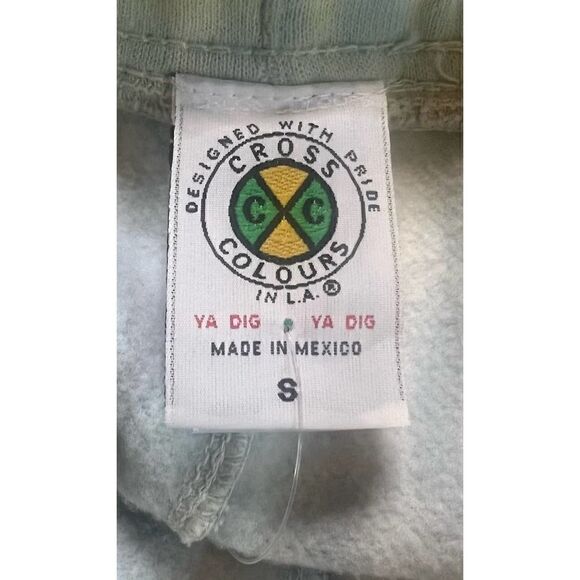 DESIGNED WITH PRIDE
CROSS
C C
COLOURS
IN L.A.®
YA DIG YA DIG
MADE IN MEXICO
S